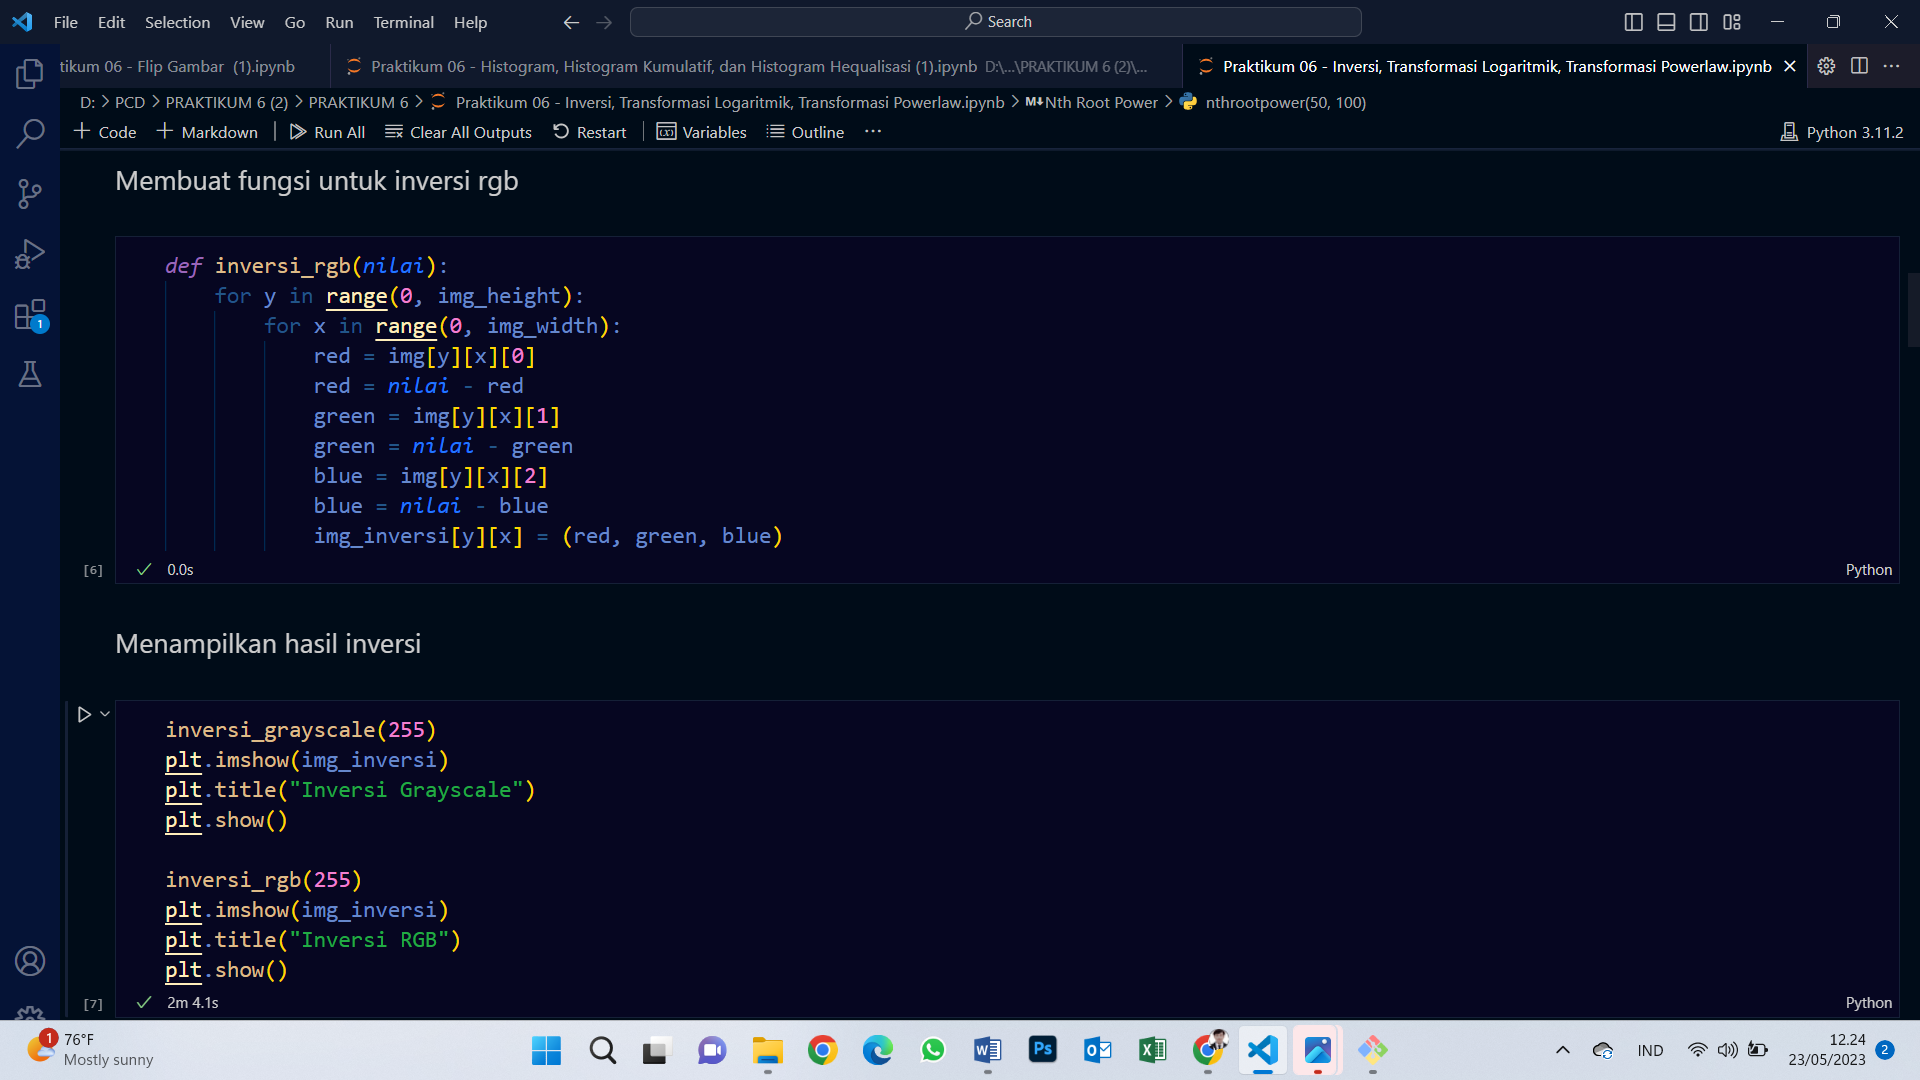 File Edit Selection View Go Run Terminal Help
Search
tikum 06 - Flip Gambar (1).ipynb
Praktikum 06 - Histogram, Histogram Kumulatif, dan Histogram Hequalisasi (1).ipynb D:\...\PRAKTIKUM 6 (2)\...
Praktikum 06 - Inversi, Transformasi Logaritmik, Transformasi Powerlaw.ipynb
D: > PCD > PRAKTIKUM 6 (2) > PRAKTIKUM 6 > Praktikum 06 - Inversi, Transformasi Logaritmik, Transformasi Powerlaw.ipynb > M↓Nth Root Power > nthrootpower(50, 100)
+ Code + Markdown | Run All Clear All Outputs Restart | Variables Outline ...
Python 3.11.2
Membuat fungsi untuk inversi rgb
def inversi_rgb(nilai):
for y in range(0, img_height):
for x in range(0, img_width):
red = img[y][x][0]
red = nilai - red
green = img[y][x][1]
green = nilai - green
blue = img[y][x][2]
blue = nilai - blue
img_inversi[y][x] = (red, green, blue)
[6] 0.0s Python
Menampilkan hasil inversi
inversi_grayscale(255)
plt.imshow(img_inversi)
plt.title("Inversi Grayscale")
plt.show()
inversi_rgb(255)
plt.imshow(img_inversi)
plt.title("Inversi RGB")
plt.show()
[7] 2m 4.1s Python
1
1
76°F
Mostly sunny
Ps
IND
12.24
23/05/2023
2